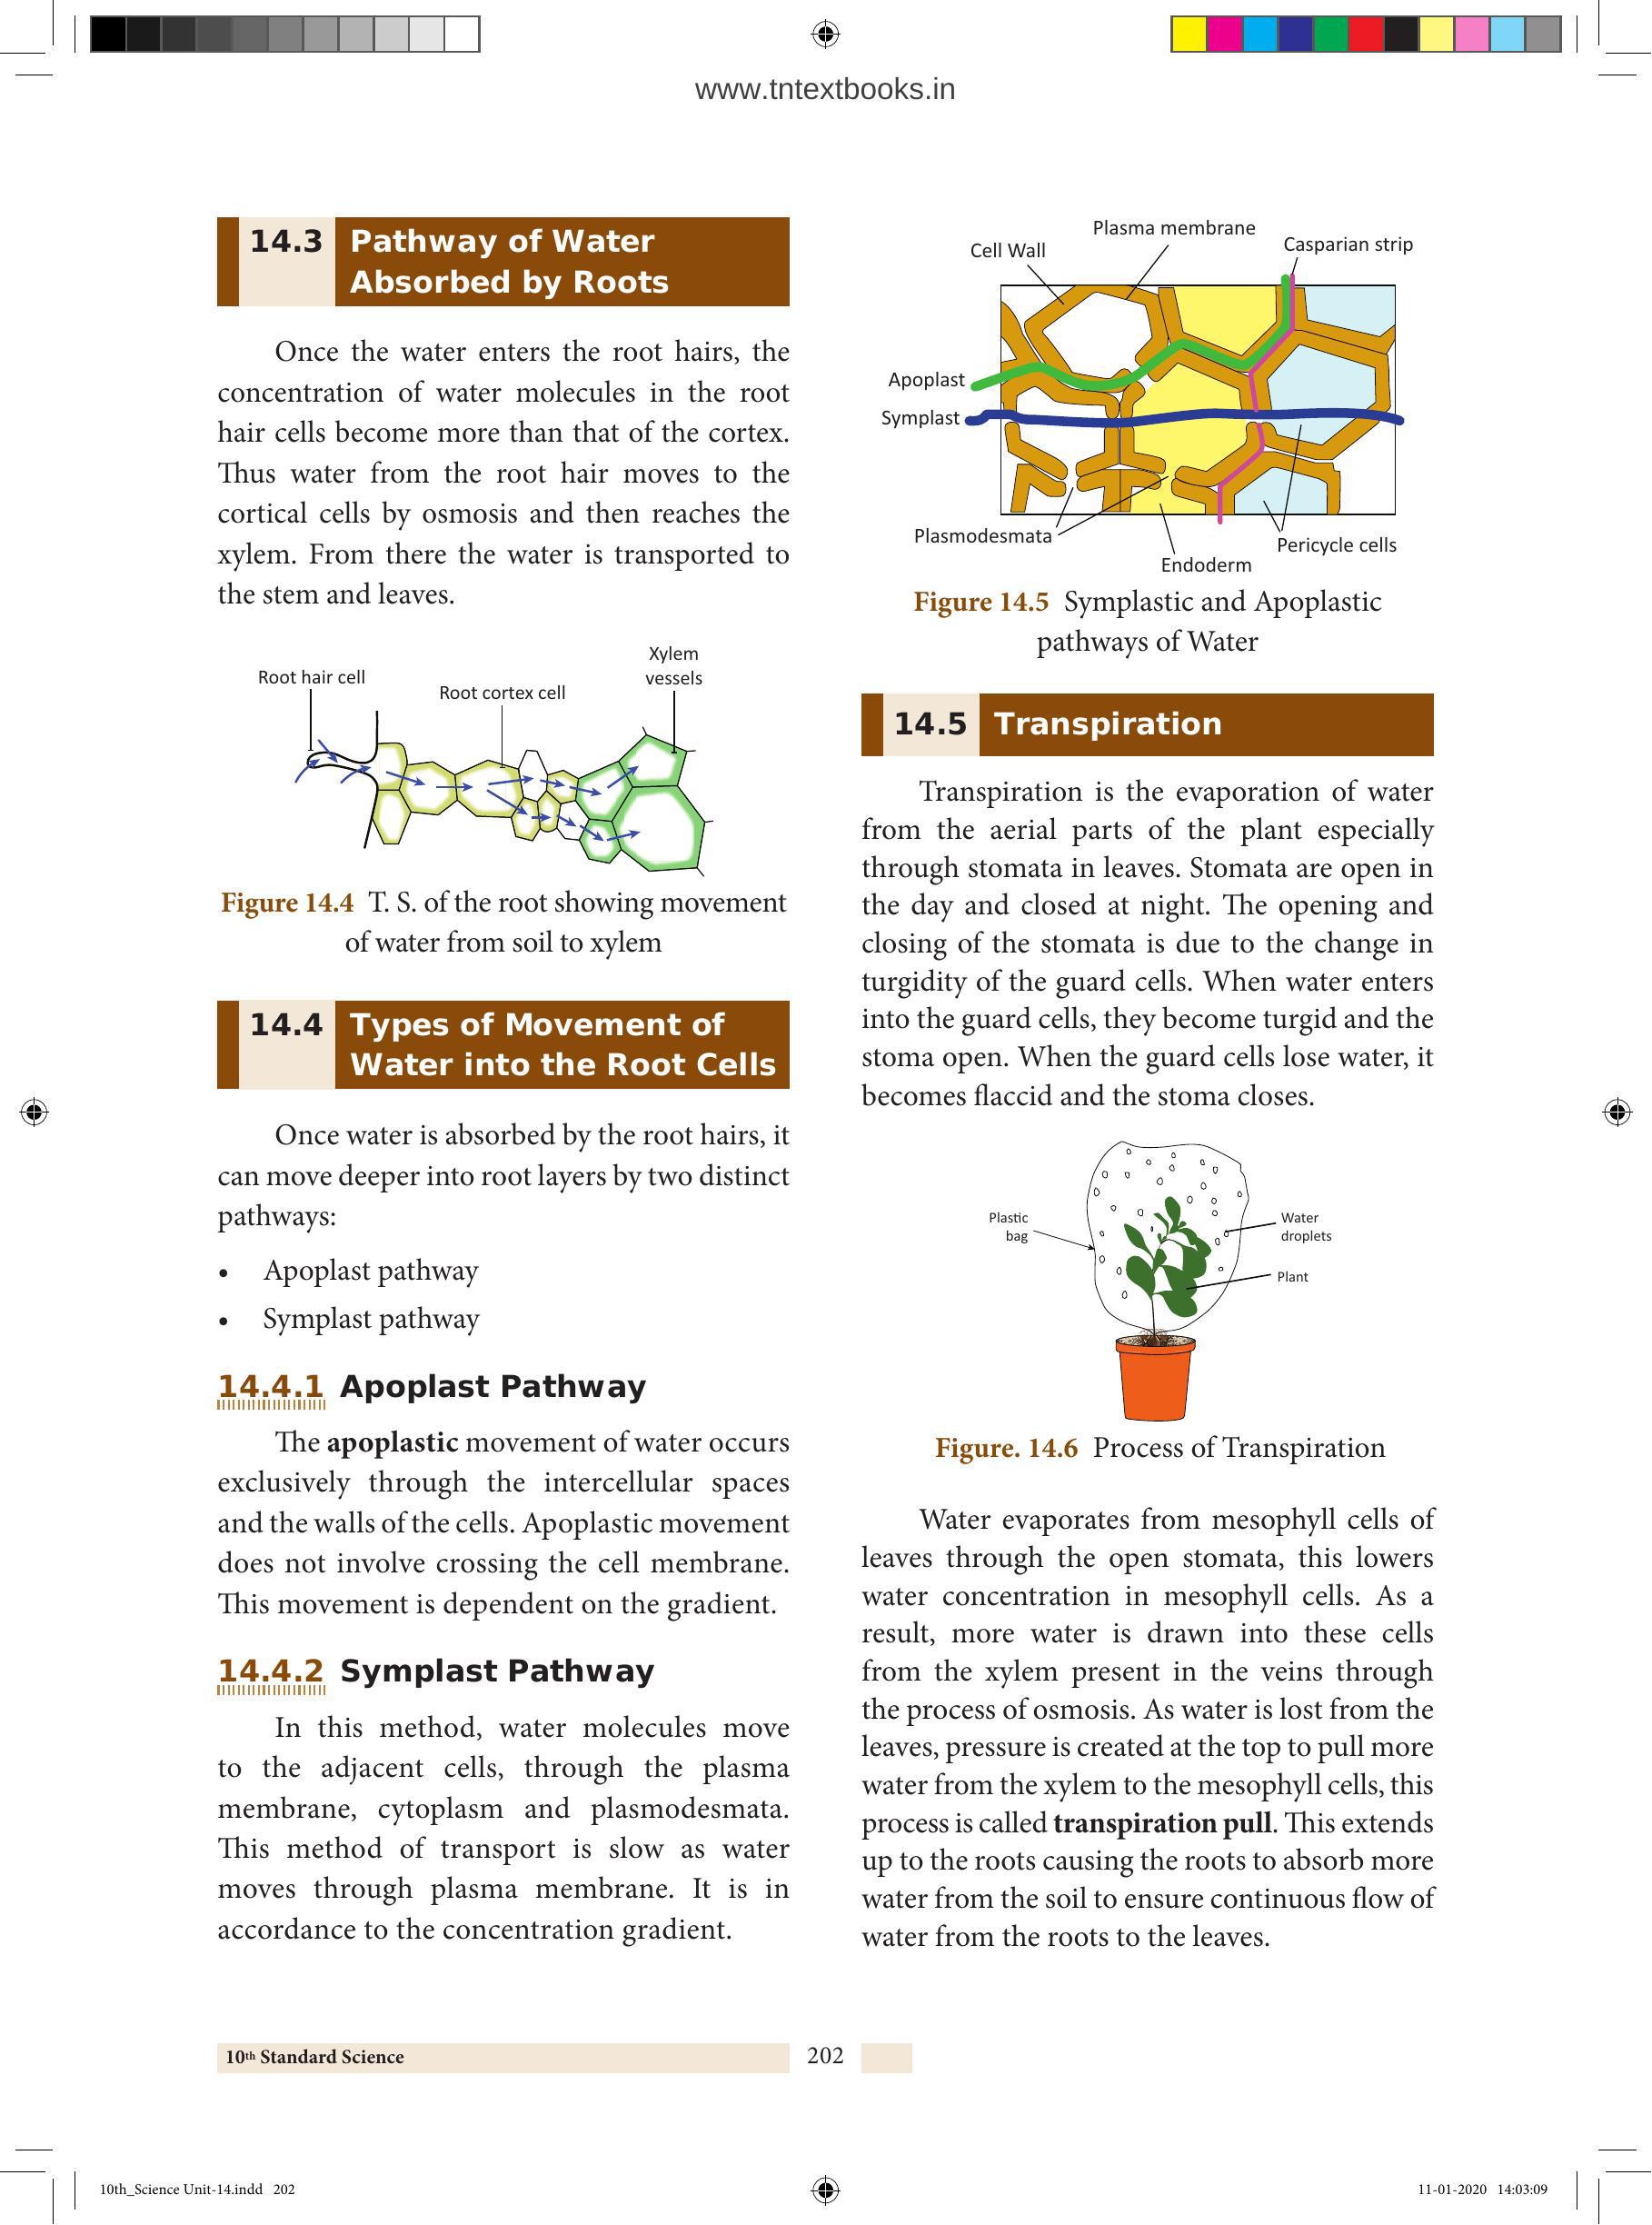 www.tntextbooks.in
14.3 Pathway of Water
Absorbed by Roots
Once the water enters the root hairs, the
concentration of water molecules in the root
hair cells become more than that of the cortex.
Thus water from the root hair moves to the
cortical cells by osmosis and then reaches the
xylem. From there the water is transported to
the stem and leaves.
Root hair cell
Root cortex cell
Xylem
vessels
Figure 14.4 T. S. of the root showing movement
of water from soil to xylem
14.4 Types of Movement of
Water into the Root Cells
Once water is absorbed by the root hairs, it
can move deeper into root layers by two distinct
pathways:
• Apoplast pathway
• Symplast pathway
14.4.1 Apoplast Pathway
The apoplastic movement of water occurs
exclusively through the intercellular spaces
and the walls of the cells. Apoplastic movement
does not involve crossing the cell membrane.
This movement is dependent on the gradient.
14.4.2 Symplast Pathway
In this method, water molecules move
to the adjacent cells, through the plasma
membrane, cytoplasm and plasmodesmata.
This method of transport is slow as water
moves through plasma membrane. It is in
accordance to the concentration gradient.
Cell Wall
Plasma membrane
Casparian strip
Apoplast
Symplast
Plasmodesmata
Endoderm
Pericycle cells
Figure 14.5 Symplastic and Apoplastic
pathways of Water
14.5 Transpiration
Transpiration is the evaporation of water
from the aerial parts of the plant especially
through stomata in leaves. Stomata are open in
the day and closed at night. The opening and
closing of the stomata is due to the change in
turgidity of the guard cells. When water enters
into the guard cells, they become turgid and the
stoma open. When the guard cells lose water, it
becomes flaccid and the stoma closes.
Plastic
bag
Water
droplets
Plant
Figure. 14.6 Process of Transpiration
Water evaporates from mesophyll cells of
leaves through the open stomata, this lowers
water concentration in mesophyll cells. As a
result, more water is drawn into these cells
from the xylem present in the veins through
the process of osmosis. As water is lost from the
leaves, pressure is created at the top to pull more
water from the xylem to the mesophyll cells, this
process is called transpiration pull. This extends
up to the roots causing the roots to absorb more
water from the soil to ensure continuous flow of
water from the roots to the leaves.
10th Standard Science
202
10th_Science Unit-14.indd 202
11-01-2020 14:03:09